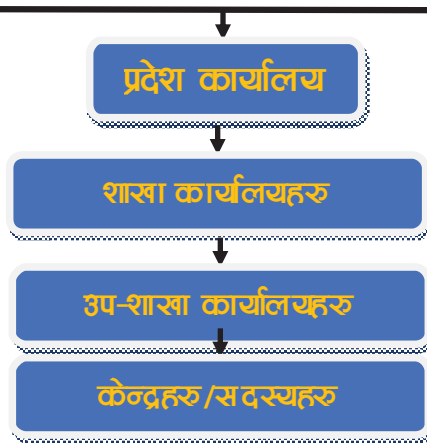 प्रदेश कार्यालय
शाखा कार्यालयहरु
उप-शाखा कार्यालयहरु
केन्द्रहरु/सदस्यहरु